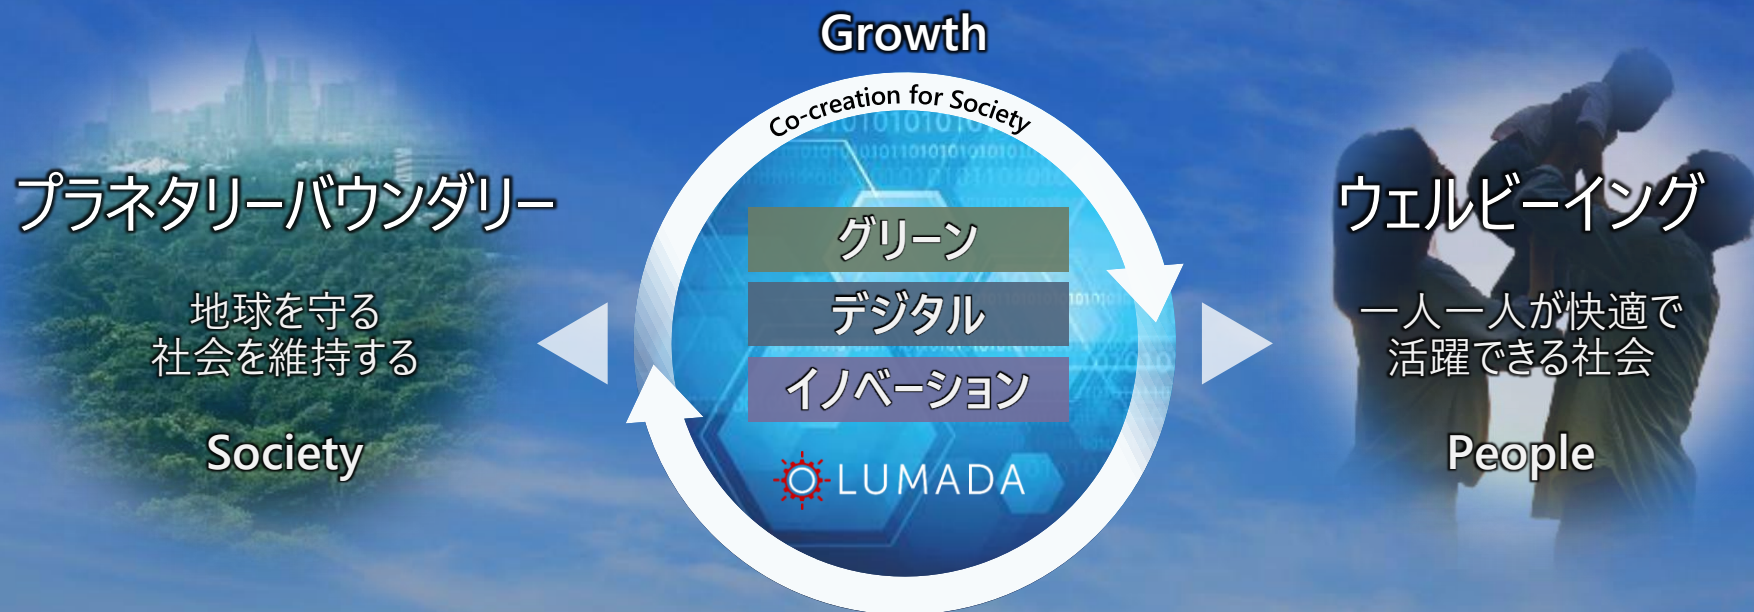 Growth
Co-creation for Society
プラネタリーバウンダリー
地球を守る
社会を維持する
Society
グリーン
デジタル
イノベーション
LUMADA
ウェルビーイング
一人一人が快適で
活躍できる社会
People